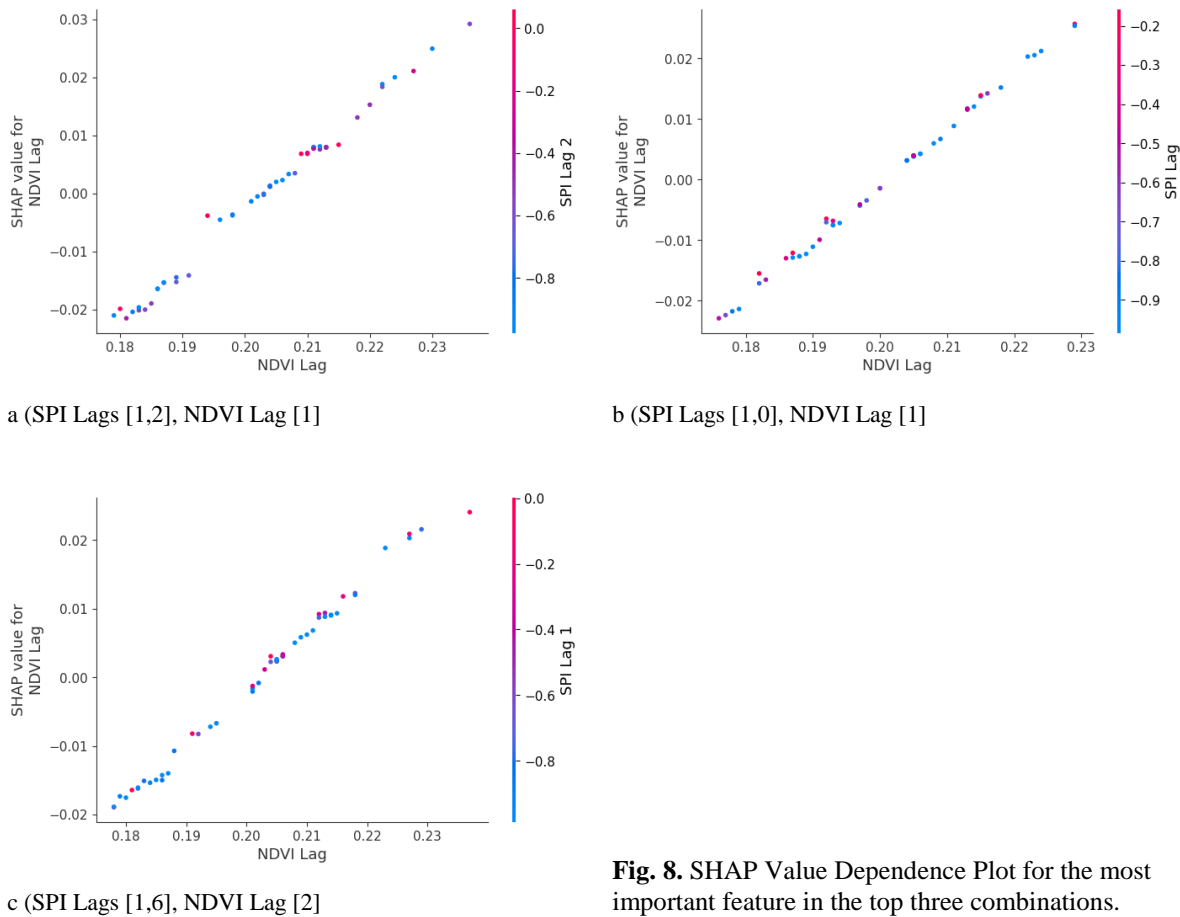 0.03
0.02
0.01
0.00
−0.01
−0.02
SHAP value for
NDVI Lag
0.18 0.19 0.20 0.21 0.22 0.23
NDVI Lag
0.0
−0.2
−0.4
−0.6
−0.8
SPI Lag 2
a (SPI Lags [1,2], NDVI Lag [1]
0.02
0.01
0.00
−0.01
−0.02
SHAP value for
NDVI Lag
0.18 0.19 0.20 0.21 0.22 0.23
NDVI Lag
−0.2
−0.3
−0.4
−0.5
−0.6
−0.7
−0.8
−0.9
SPI Lag
b (SPI Lags [1,0], NDVI Lag [1]
0.02
0.01
0.00
−0.01
−0.02
SHAP value for
NDVI Lag
0.18 0.19 0.20 0.21 0.22 0.23
NDVI Lag
0.0
−0.2
−0.4
−0.6
−0.8
SPI Lag 1
c (SPI Lags [1,6], NDVI Lag [2]
Fig. 8. SHAP Value Dependence Plot for the most
important feature in the top three combinations.